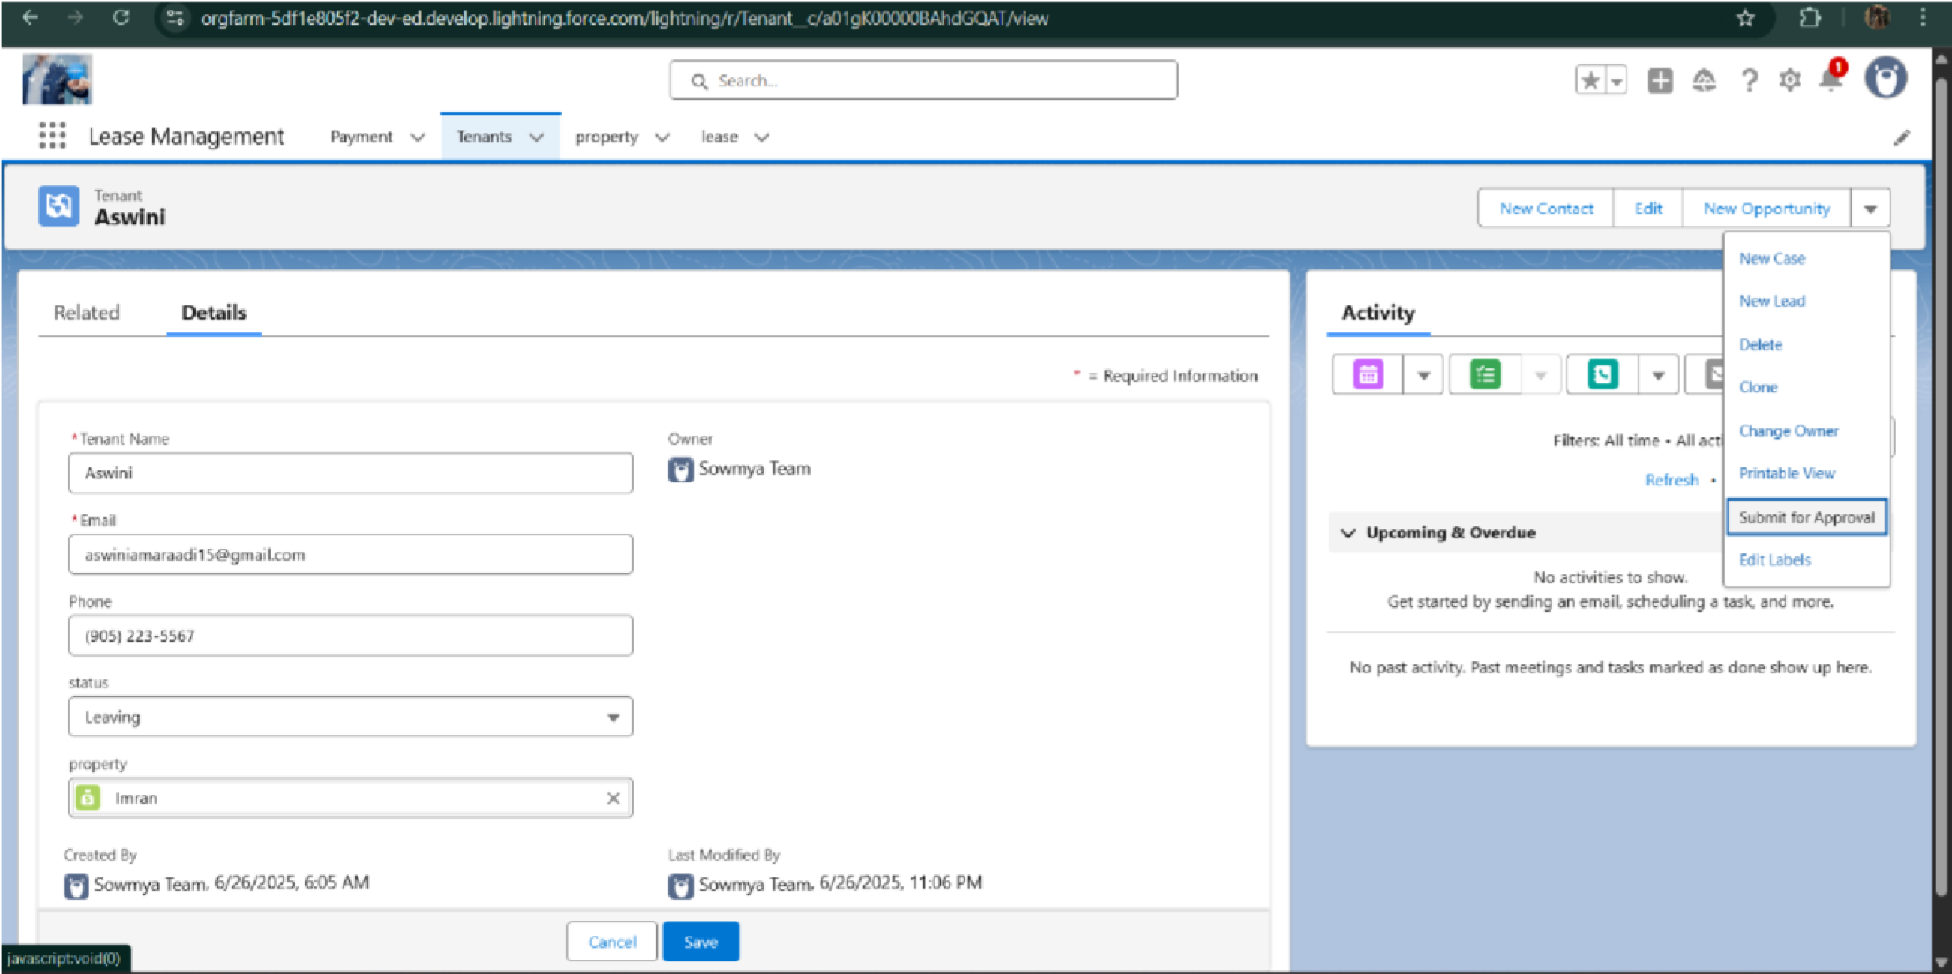 orgfarm-5df1e805f2-dev-ed.develop.lightning.force.com/lightning/r/Tenant__c/a01gK00000BAhdGQAT/view
Search...
1
Lease Management Payment Tenants property lease
Tenant
Aswini
New Contact Edit New Opportunity
New Case
New Lead
Delete
Clone
Change Owner
Printable View
Submit for Approval
Edit Labels
Related Details
* = Required Information
*Tenant Name
Aswini
Owner
Sowmya Team
*Email
aswiniamaraadi15@gmail.com
Phone
(905) 223-5567
status
Leaving
property
Imran
Created By
Sowmya Team, 6/26/2025, 6:05 AM
Last Modified By
Sowmya Team, 6/26/2025, 11:06 PM
Cancel Save
Activity
Filters: All time • All acti
Refresh •
Upcoming & Overdue
No activities to show.
Get started by sending an email, scheduling a task, and more.
No past activity. Past meetings and tasks marked as done show up here.
javascript:void(0)